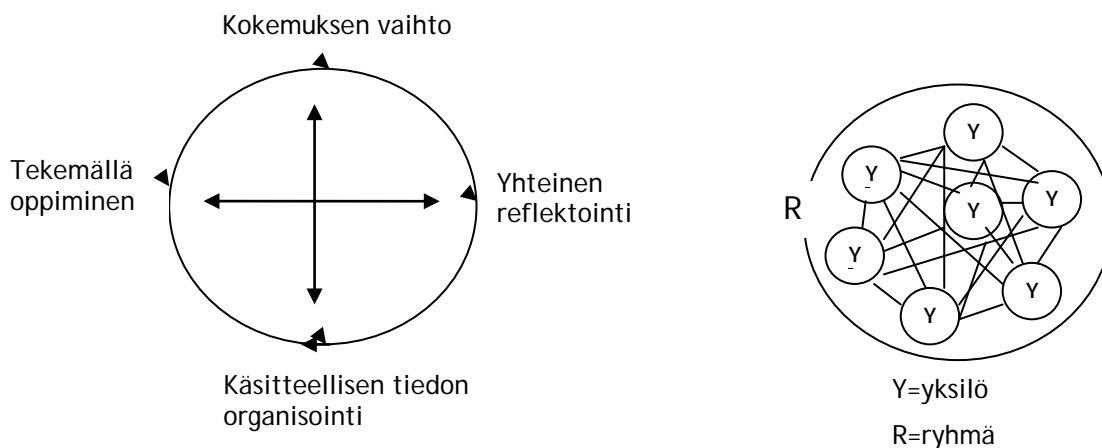 Kokemuksen vaihto
Tekemällä
oppiminen
Yhteinen
reflektointi
Käsitteellisen tiedon
organisointi
R
Y
Y
Y
Y
Y
Y
Y
Y=yksilö
R=ryhmä